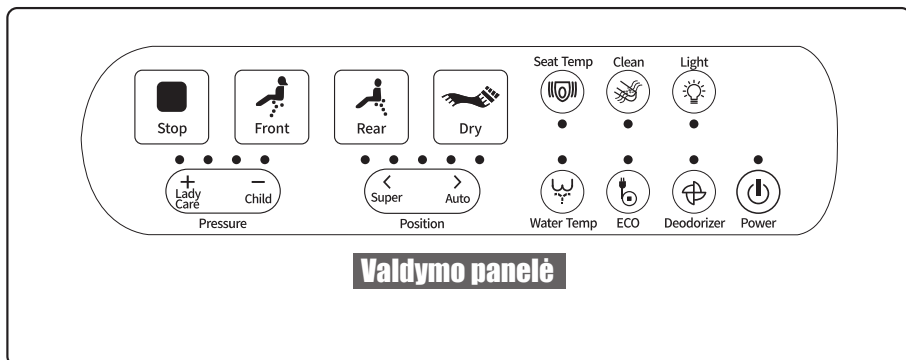 Seat Temp Clean Light
Stop Front Rear Dry
+ −
Lady Care Child
< >
Super Auto
Pressure Position Water Temp ECO Deodorizer Power
Valdymo panelė